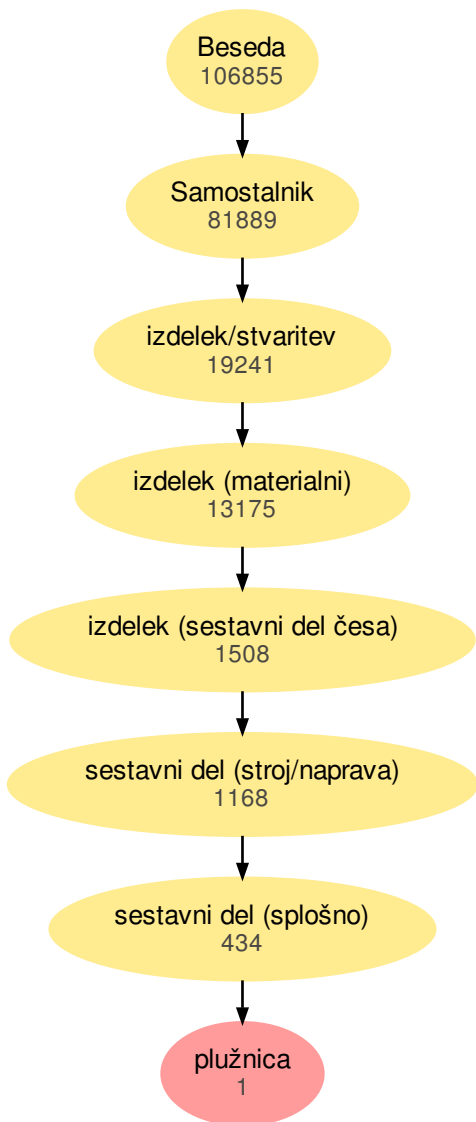 Beseda
106855
Samostalnik
81889
izdelek/stvaritev
19241
izdelek (materialni)
13175
izdelek (sestavni del česa)
1508
sestavni del (stroj/naprava)
1168
sestavni del (splošno)
434
plužnica
1